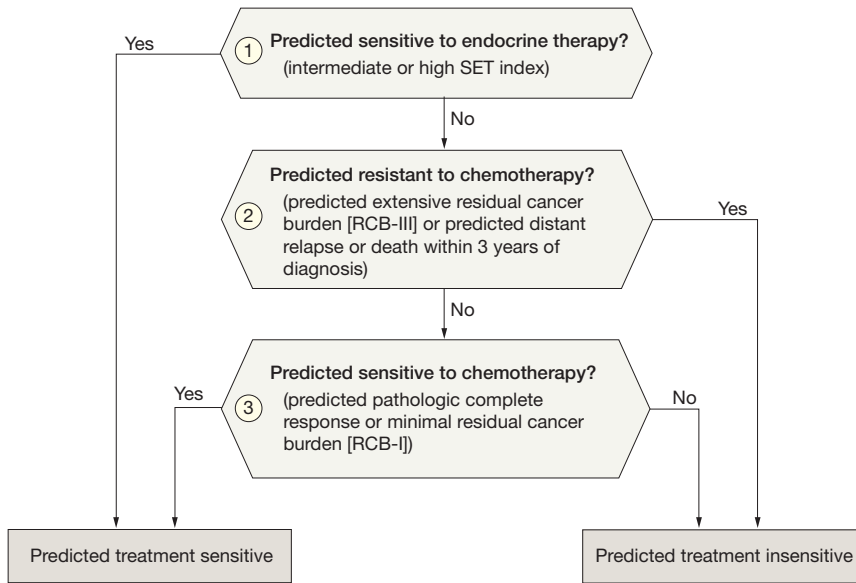 Yes
1
Predicted sensitive to endocrine therapy?
(intermediate or high SET index)
No
2
Predicted resistant to chemotherapy?
(predicted extensive residual cancer
burden [RCB-III] or predicted distant
relapse or death within 3 years of
diagnosis)
Yes
No
Yes
3
Predicted sensitive to chemotherapy?
(predicted pathologic complete
response or minimal residual cancer
burden [RCB-I])
No
Predicted treatment sensitive
Predicted treatment insensitive